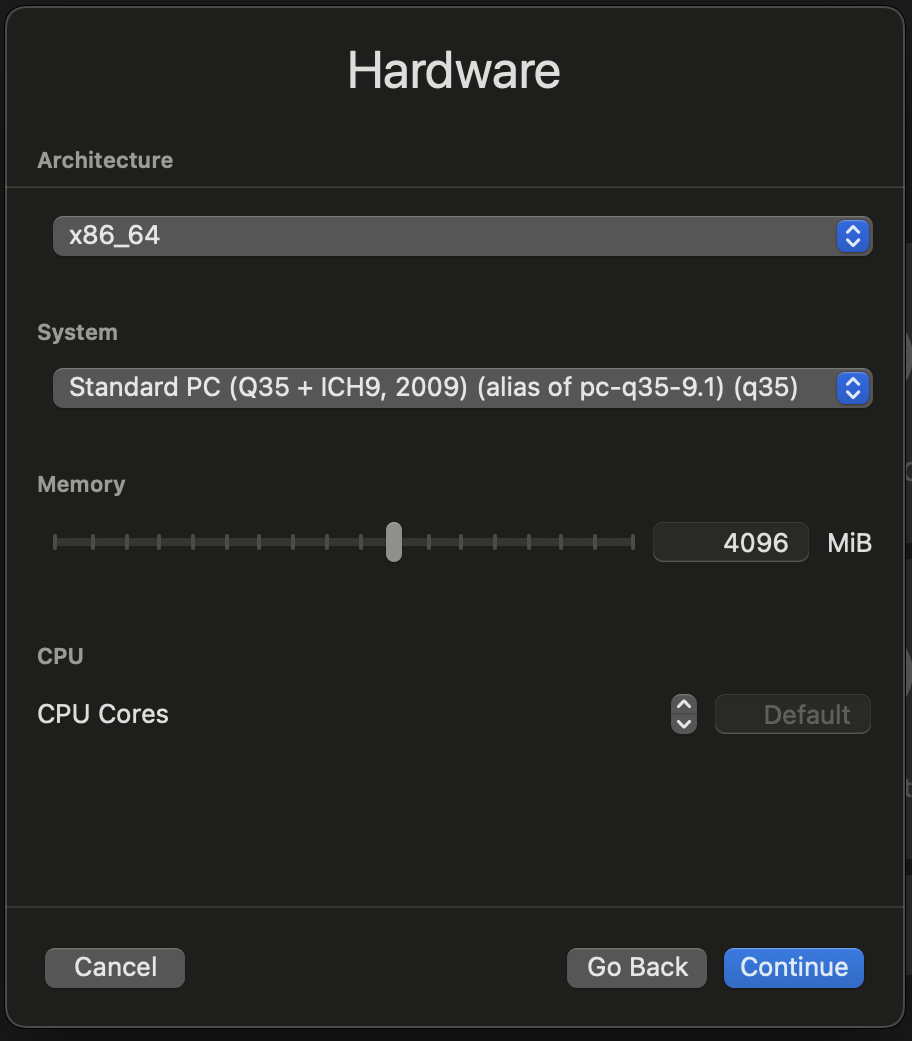 Hardware
Architecture
x86_64
System
Standard PC (Q35 + ICH9, 2009) (alias of pc-q35-9.1) (q35)
Memory
4096 MiB
CPU
CPU Cores Default
Cancel Go Back Continue